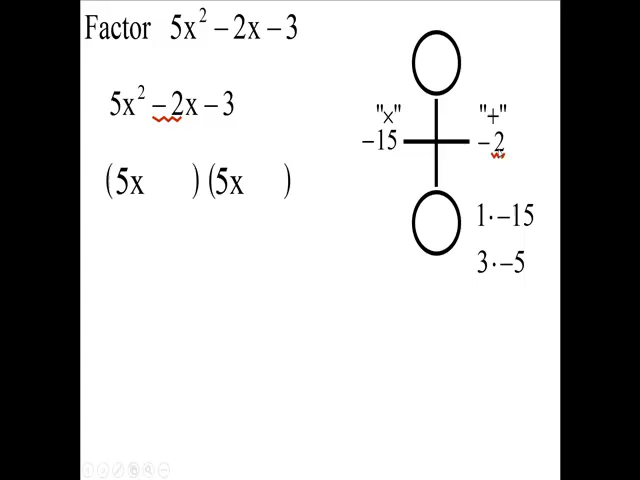 Factor 5x² − 2x − 3
5x² − 2x − 3
(5x ) (5x )
"×" "+"
−15 −2
1·−15
3·−5